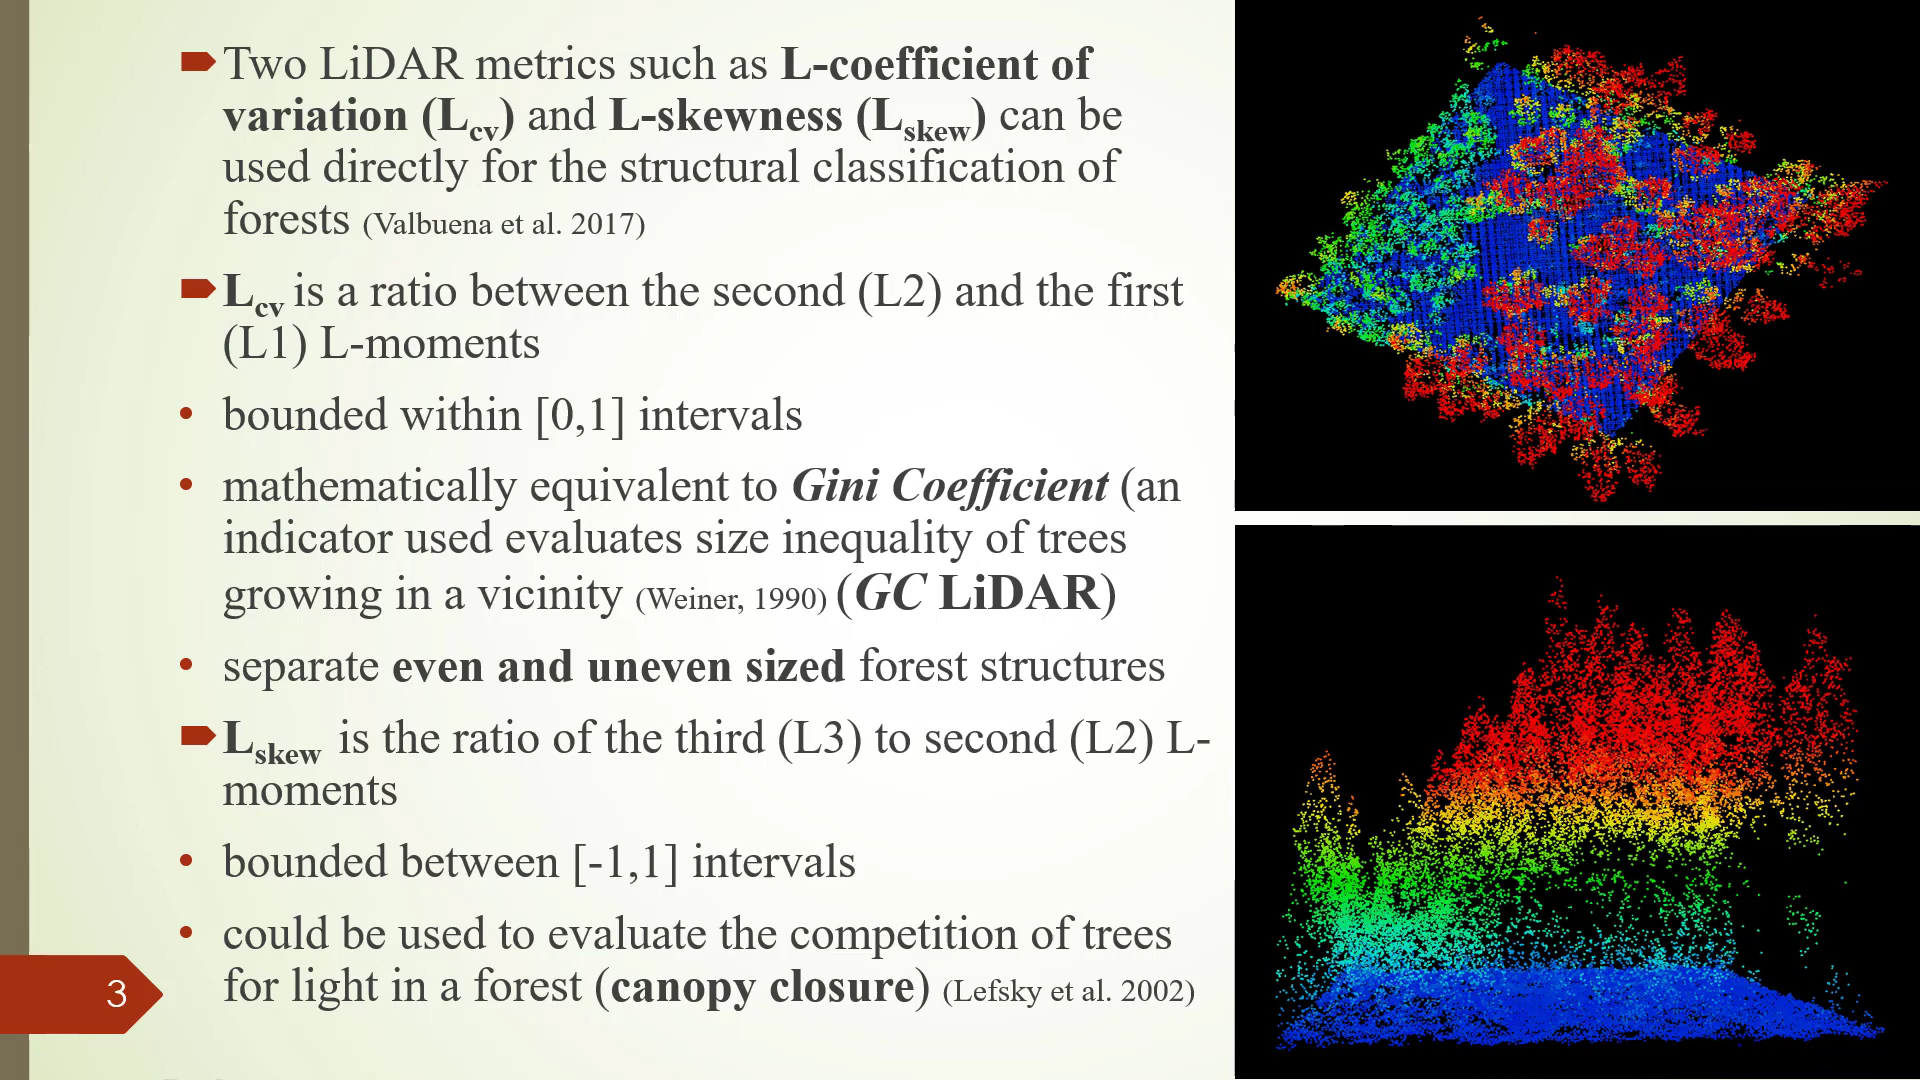 Two LiDAR metrics such as L-coefficient of
variation (Lcv) and L-skewness (Lskew) can be
used directly for the structural classification of
forests (Valbuena et al. 2017)
Lcv is a ratio between the second (L2) and the first
(L1) L-moments
• bounded within [0,1] intervals
• mathematically equivalent to Gini Coefficient (an
indicator used evaluates size inequality of trees
growing in a vicinity (Weiner, 1990) (GC LiDAR)
• separate even and uneven sized forest structures
Lskew is the ratio of the third (L3) to second (L2) L-
moments
• bounded between [-1,1] intervals
• could be used to evaluate the competition of trees
for light in a forest (canopy closure) (Lefsky et al. 2002)
3